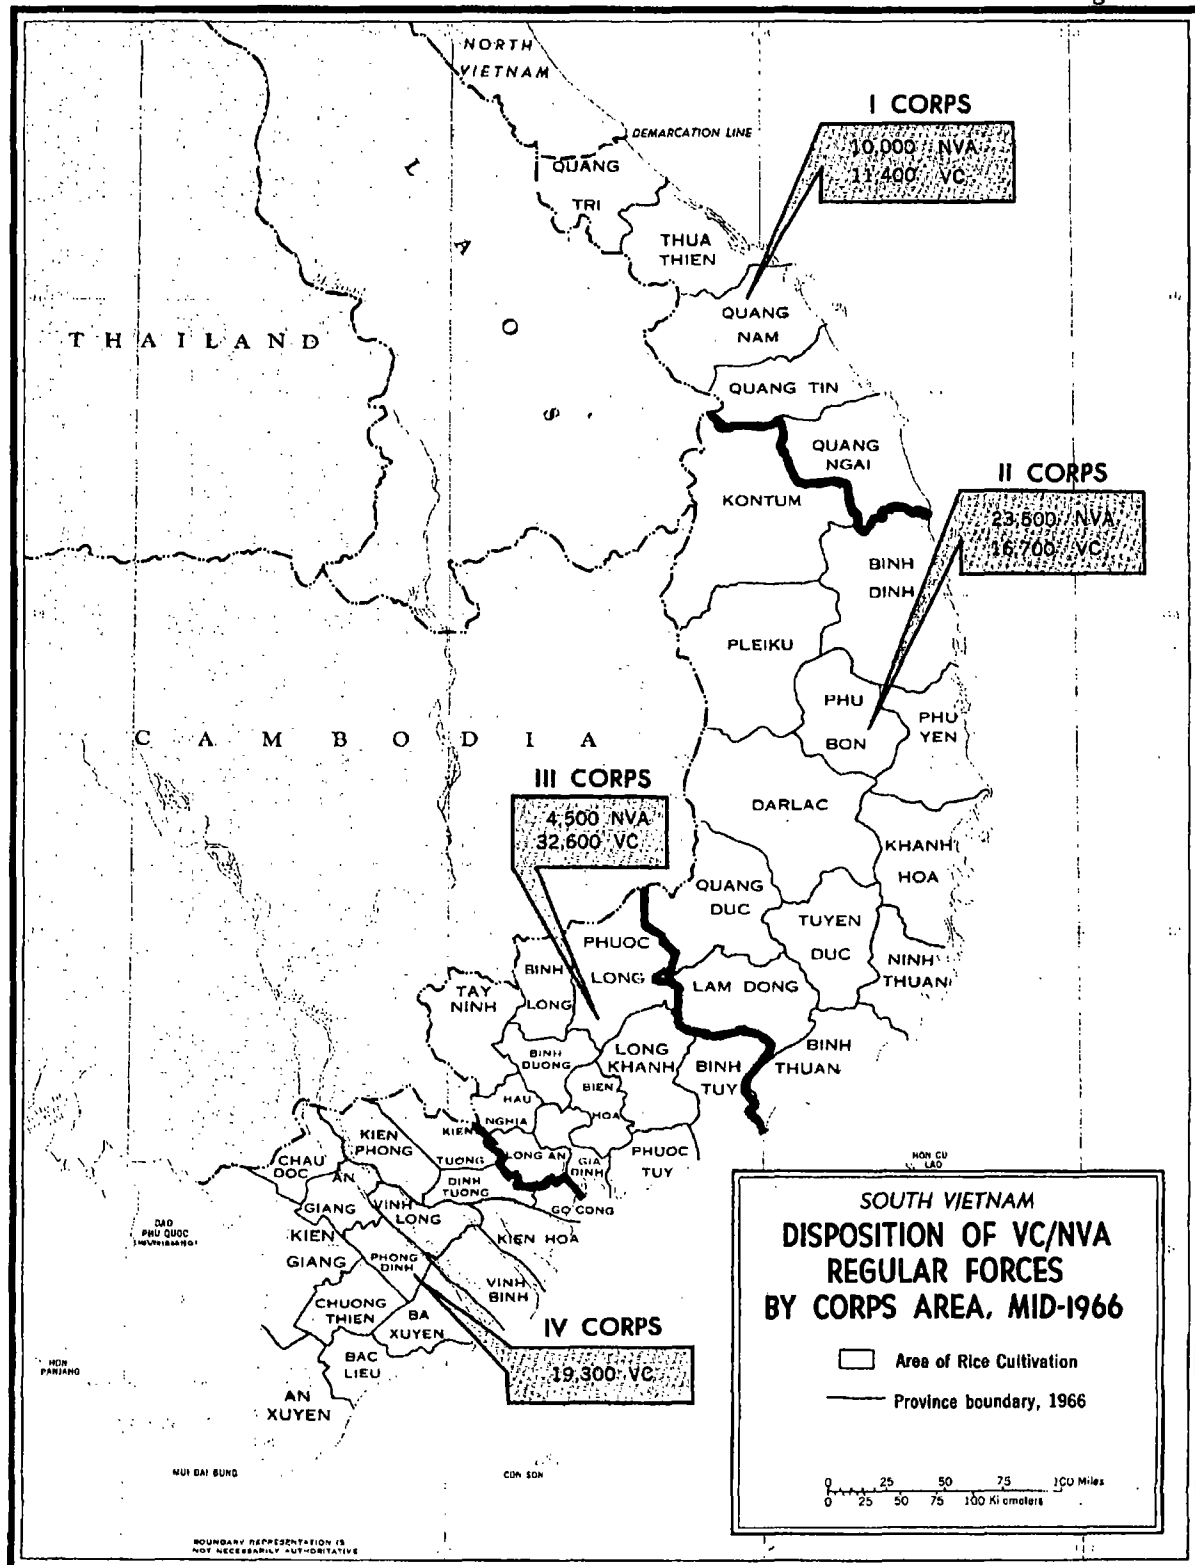 NORTH
VIETNAM
I CORPS
DEMARCATION LINE
10,000 NVA
11,400 VC
QUANG
TRI
LAOS
THUA
THIEN
QUANG
NAM
THAILAND
QUANG TIN
QUANG
NGAI
II CORPS
KONTUM
NVA
16,700 VC
BINH
DINH
PLEIKU
PHU
BON
PHU
YEN
CAMBODIA
III CORPS
4,500 NVA
32,600 VC
DARLAC
KHANH
HOA
QUANG
DUC
TUYEN
DUC
PHUOC
LONG
BINH
LONG
NINH
THUAN
TAY
NINH
LAM DONG
BINH
THUAN
LONG
KHANH
BINH
DUONG
BINH
TUY
BIEN
HOA
HAU
NGHIA
KIEN
TUONG
KIEN
PHONG
LONG AN
GIA
DINH
PHUOC
TUY
CHAU
DOC
AN
GIANG
DINH
TUONG
VINH
LONG
GO CONG
KIEN HOA
HON CU
LAO
DAO
PHU QUOC
KIEN
GIANG
PHONG
DINH
VINH
BINH
CHUONG
THIEN
BA
XUYEN
IV CORPS
19,300 VC
BAC
LIEU
AN
XUYEN
HON
PANJANG
MUI BAI BUNG
CON SON
SOUTH VIETNAM
DISPOSITION OF VC/NVA
REGULAR FORCES
BY CORPS AREA, MID-1966
Area of Rice Cultivation
Province boundary, 1966
0 25 50 75 100 Miles
0 25 50 75 100 Kilometers
BOUNDARY REPRESENTATION IS
NOT NECESSARILY AUTHORITATIVE